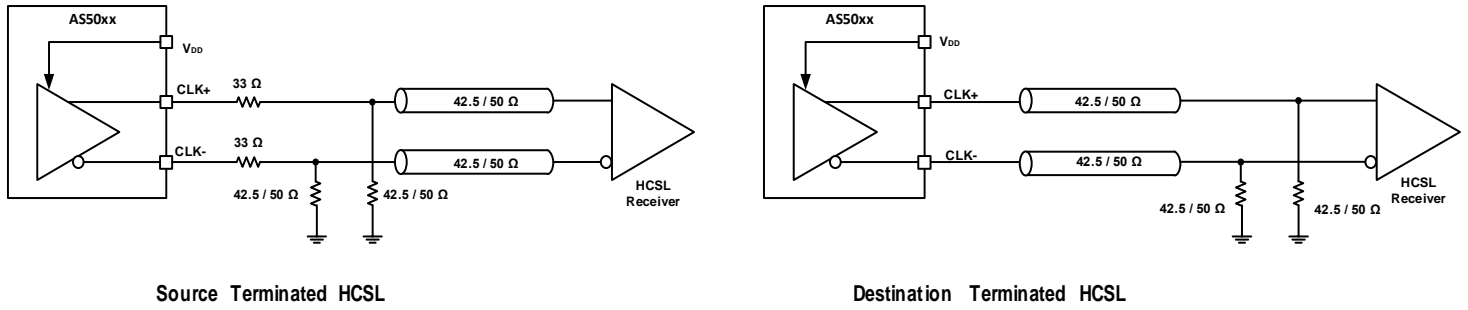 AS50xx
VDD
CLK+
33 Ω
42.5 / 50 Ω
33 Ω
CLK-
42.5 / 50 Ω
42.5 / 50 Ω
42.5 / 50 Ω
HCSL
Receiver
Source Terminated HCSL
AS50xx
VDD
CLK+
42.5 / 50 Ω
CLK-
42.5 / 50 Ω
42.5 / 50 Ω
42.5 / 50 Ω
HCSL
Receiver
Destination Terminated HCSL